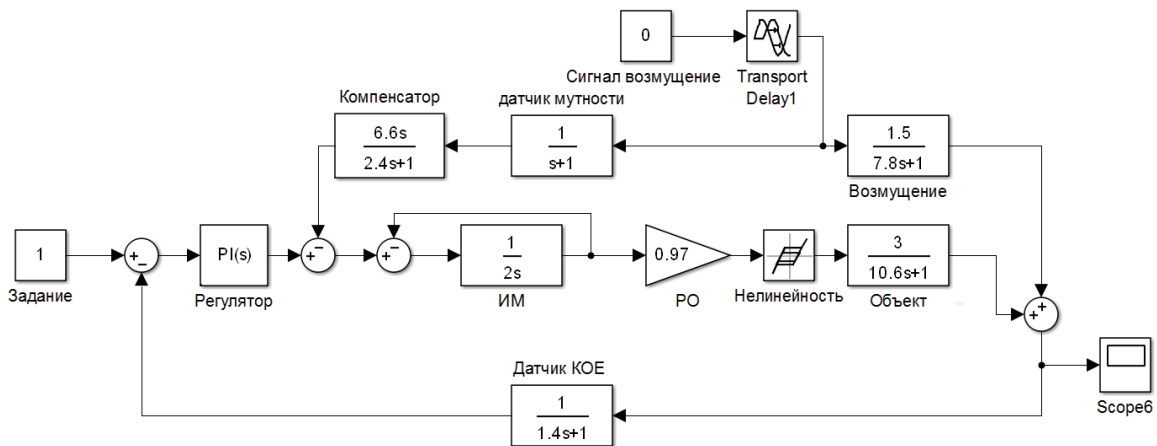 0
Сигнал возмущение
Transport
Delay1
Компенсатор
датчик мутности
6.6s
2.4s+1
1
s+1
1.5
7.8s+1
Возмущение
1
Задание
PI(s)
Регулятор
1
2s
ИМ
0.97
РО
Нелинейность
3
10.6s+1
Объект
Датчик КОЕ
1
1.4s+1
Scope6